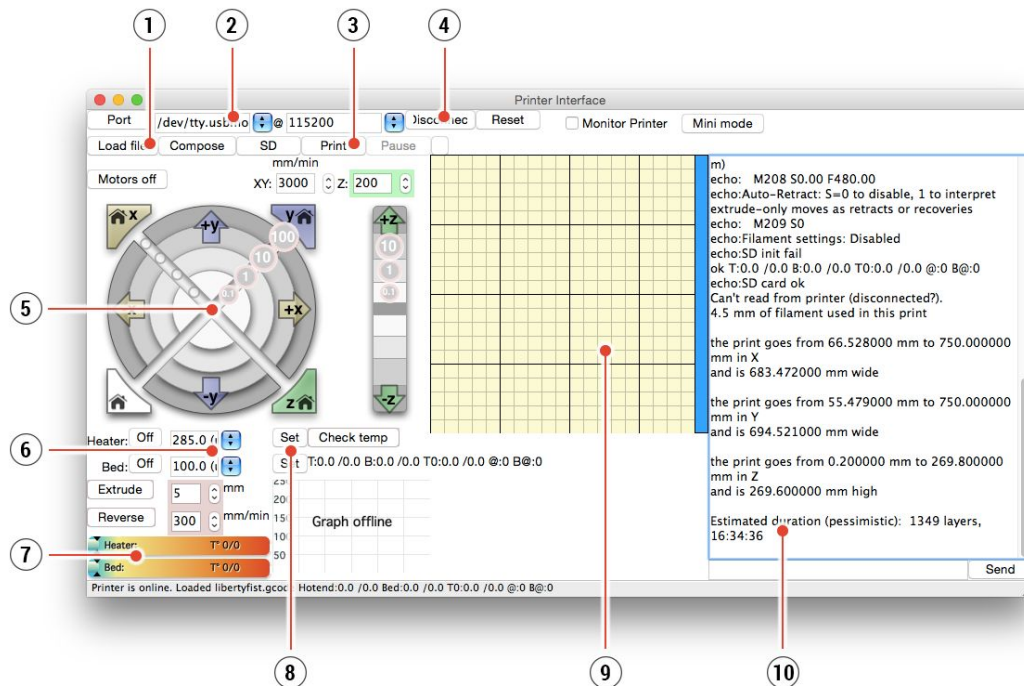 1 2 3 4
Printer Interface
Port /dev/tty.usbmo @ 115200 Disconnec Reset Monitor Printer Mini mode
Load file Compose SD Print Pause
mm/min
Motors off XY: 3000 Z: 200
x +y y +z
100 10 1 0.1
10 1 0.1
5
-x +x
-y z -z
6
Heater: Off 285.0 ( Set Check temp
Bed: Off 100.0 ( Set T:0.0 /0.0 B:0.0 /0.0 T0:0.0 /0.0 @:0 B@:0
Extrude 5 mm
Reverse 300 mm/min
150 Graph offline
100
50
7
Heater: T° 0/0
Bed: T° 0/0
m)
echo: M208 S0.00 F480.00
echo:Auto-Retract: S=0 to disable, 1 to interpret
extrude-only moves as retracts or recoveries
echo: M209 S0
echo:Filament settings: Disabled
echo:SD init fail
ok T:0.0 /0.0 B:0.0 /0.0 T0:0.0 /0.0 @:0 B@:0
echo:SD card ok
Can't read from printer (disconnected?).
4.5 mm of filament used in this print
the print goes from 66.528000 mm to 750.000000
mm in X
and is 683.472000 mm wide
the print goes from 55.479000 mm to 750.000000
mm in Y
and is 694.521000 mm wide
the print goes from 0.200000 mm to 269.800000
mm in Z
and is 269.600000 mm high
Estimated duration (pessimistic): 1349 layers,
16:34:36
Send
Printer is online. Loaded libertyfist.gcod Hotend:0.0 /0.0 Bed:0.0 /0.0 T0:0.0 /0.0 @:0 B@:0
8 9 10